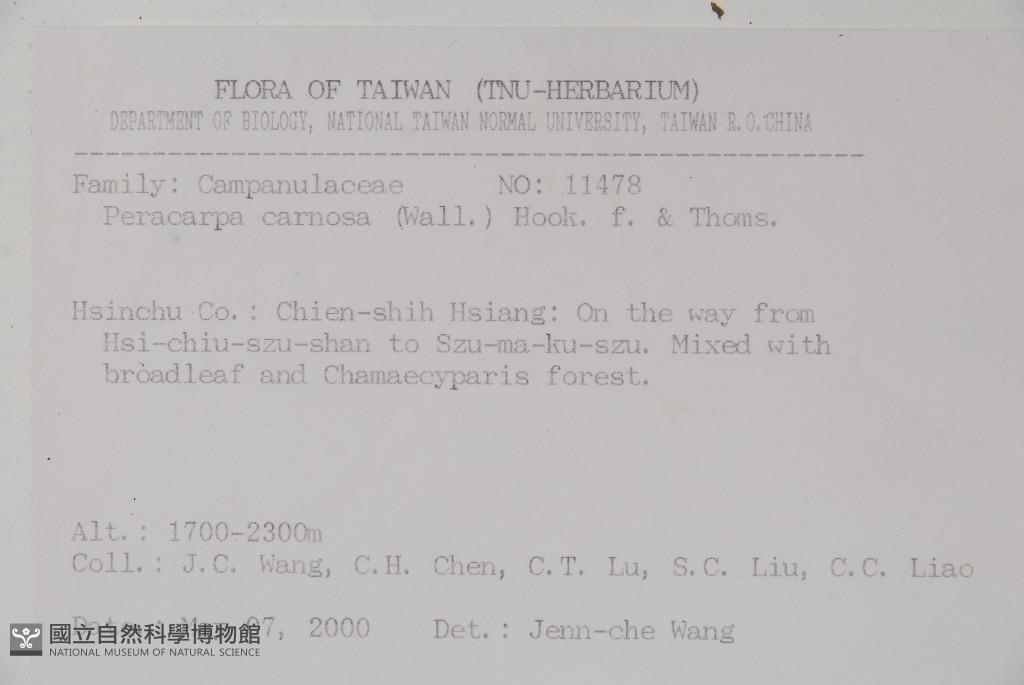 FLORA OF TAIWAN (TNU-HERBARIUM)
DEPARTMENT OF BIOLOGY, NATIONAL TAIWAN NORMAL UNIVERSITY, TAIWAN R.O.CHINA
Family: Campanulaceae NO: 11478
Peracarpa carnosa (Wall.) Hook. f. & Thoms.
Hsinchu Co.: Chien-shih Hsiang: On the way from
Hsi-chiu-szu-shan to Szu-ma-ku-szu. Mixed with
broadleaf and Chamaecyparis forest.
Alt.: 1700-2300m
Coll.: J.C. Wang, C.H. Chen, C.T. Lu, S.C. Liu, C.C. Liao
Date: 07, 2000 Det.: Jenn-che Wang
國立自然科學博物館
NATIONAL MUSEUM OF NATURAL SCIENCE